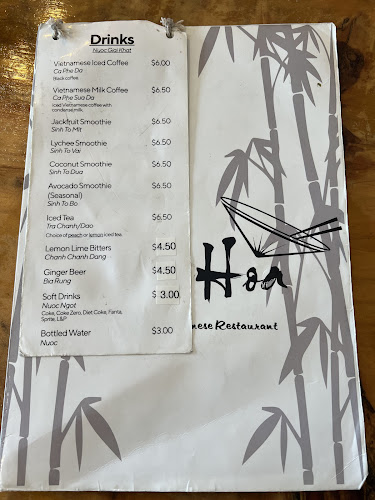 Drinks
Nuoc Giai Khat
Vietnamese Iced Coffee $6.00
Ca Phe Da
Black coffee.
Vietnamese Milk Coffee $6.50
Ca Phe Sua Da
Iced Vietnamese coffee with
condensed milk.
Jackfruit Smoothie $6.50
Sinh To Mit
Lychee Smoothie $6.50
Sinh To Vai
Coconut Smoothie $6.50
Sinh To Dua
Avocado Smoothie $6.50
(Seasonal)
Sinh To Bo
Iced Tea $6.50
Tra Chanh/Dao
Choice of peach or lemon iced tea.
Lemon Lime Bitters $4.50
Chanh Chanh Dang
Ginger Beer $4.50
Bia Rung
Soft Drinks $3.00
Nuoc Ngot
Coke, Coke Zero, Diet Coke, Fanta,
Sprite, L&P
Bottled Water $3.00
Nuoc
Hoa
nese Restaurant